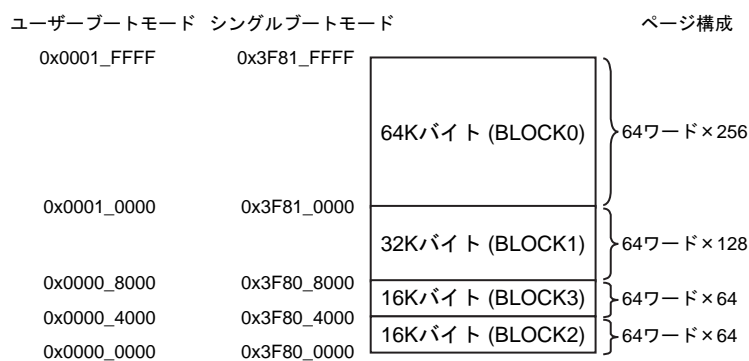 ユーザーブートモード シングルブートモード ページ構成
0x0001_FFFF 0x3F81_FFFF
64Kバイト (BLOCK0) 64ワード×256
0x0001_0000 0x3F81_0000
32Kバイト (BLOCK1) 64ワード×128
0x0000_8000 0x3F80_8000
16Kバイト (BLOCK3) 64ワード×64
0x0000_4000 0x3F80_4000
16Kバイト (BLOCK2) 64ワード×64
0x0000_0000 0x3F80_0000